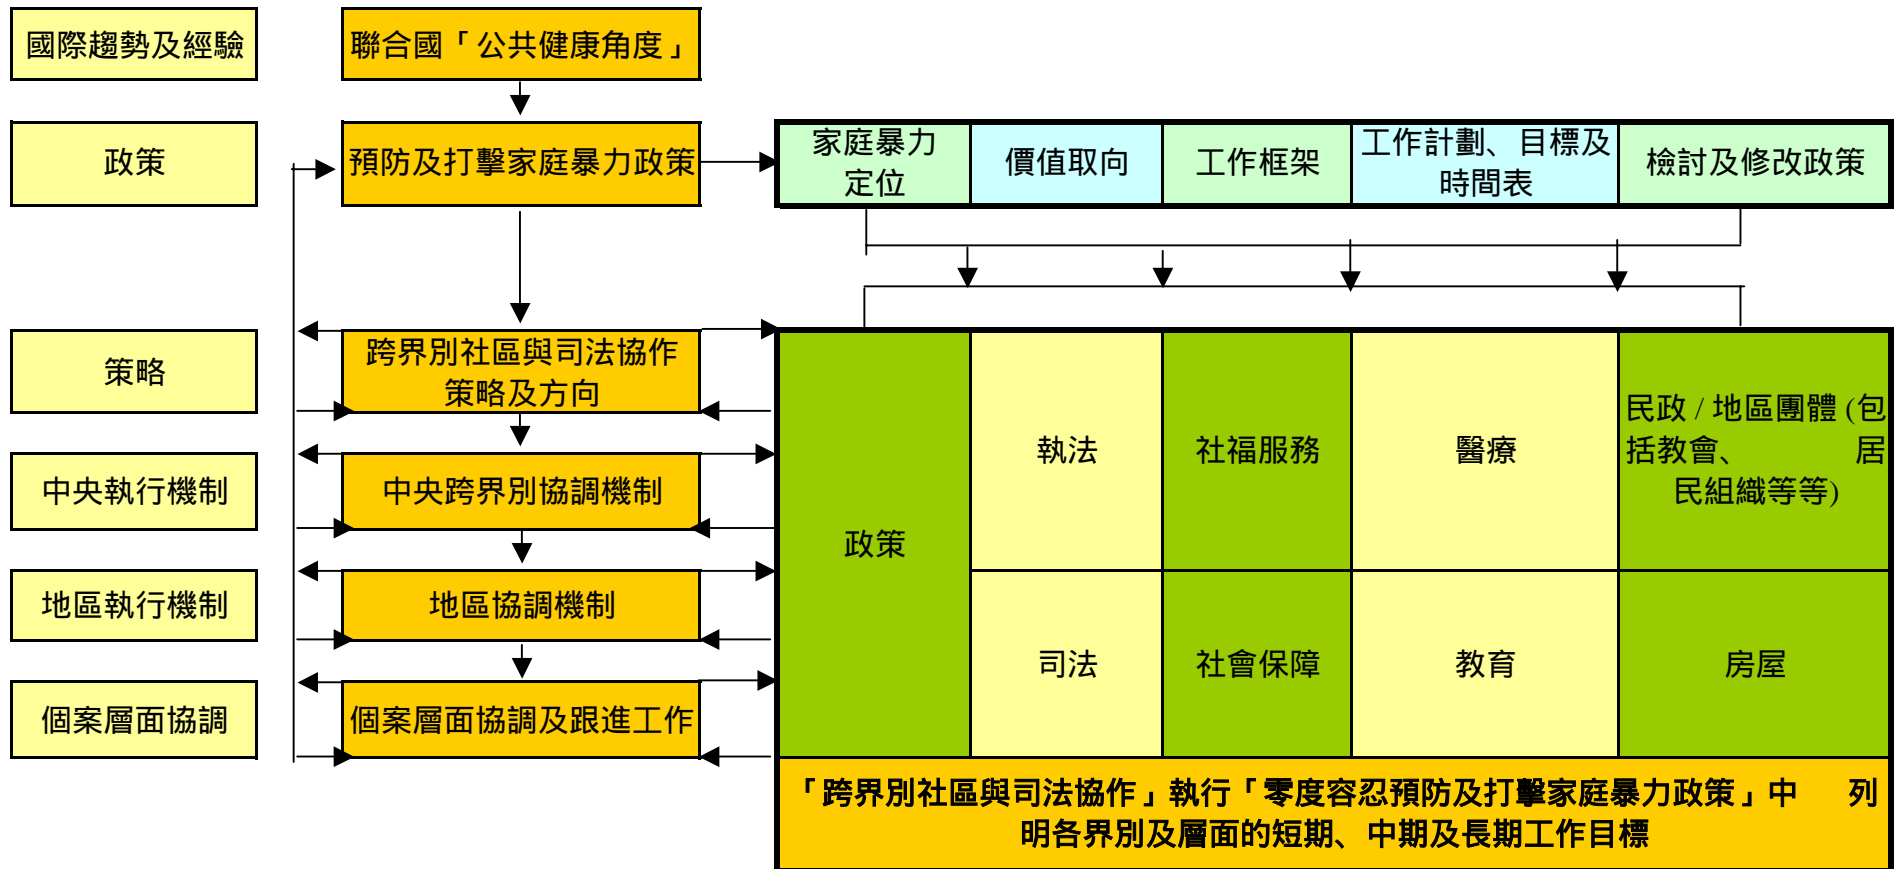 國際趨勢及經驗
聯合國「公共健康角度」
政策
預防及打擊家庭暴力政策
家庭暴力
定位
價值取向
工作框架
工作計劃、目標及
時間表
檢討及修改政策
策略
跨界別社區與司法協作
策略及方向
中央執行機制
中央跨界別協調機制
地區執行機制
地區協調機制
個案層面協調
個案層面協調及跟進工作
政策
執法
社福服務
醫療
民政 / 地區團體 (包
括教會、 居
民組織等等)
司法
社會保障
教育
房屋
「跨界別社區與司法協作」執行「零度容忍預防及打擊家庭暴力政策」中 列
明各界別及層面的短期、中期及長期工作目標